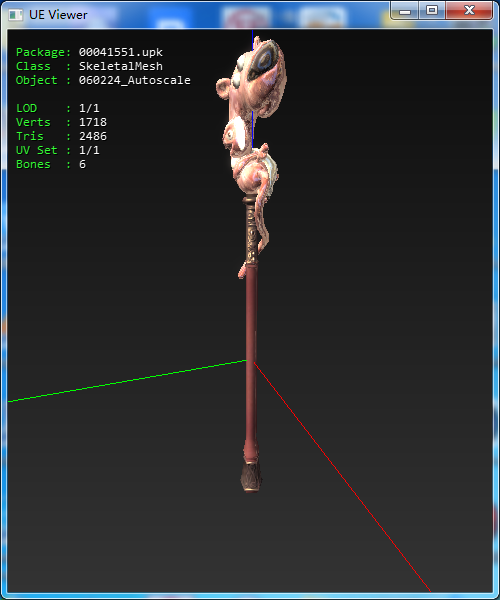 UE Viewer
Package: 00041551.upk
Class : SkeletalMesh
Object : 060224_Autoscale
LOD : 1/1
Verts : 1718
Tris : 2486
UV Set : 1/1
Bones : 6